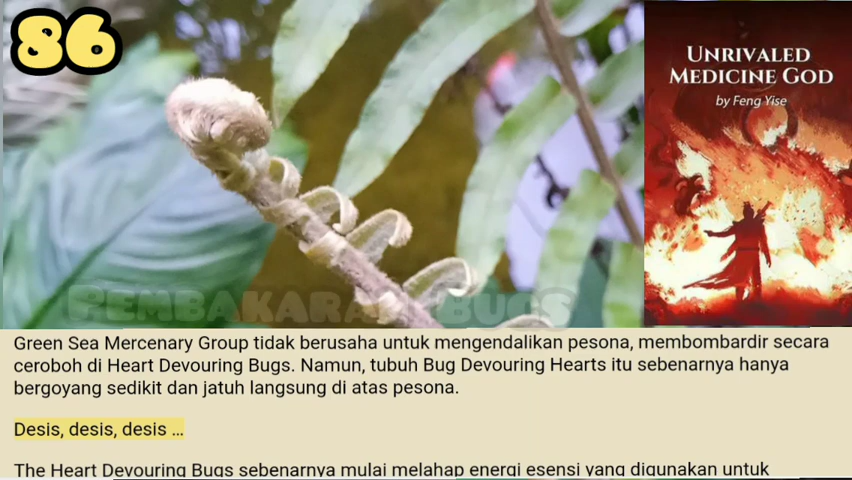 86
UNRIVALED
MEDICINE GOD
by Feng Yise
PEMBAKARAN BUGS
Green Sea Mercenary Group tidak berusaha untuk mengendalikan pesona, membombardir secara
ceroboh di Heart Devouring Bugs. Namun, tubuh Bug Devouring Hearts itu sebenarnya hanya
bergoyang sedikit dan jatuh langsung di atas pesona.
Desis, desis, desis ...
The Heart Devouring Bugs sebenarnya mulai melahap energi esensi yang digunakan untuk